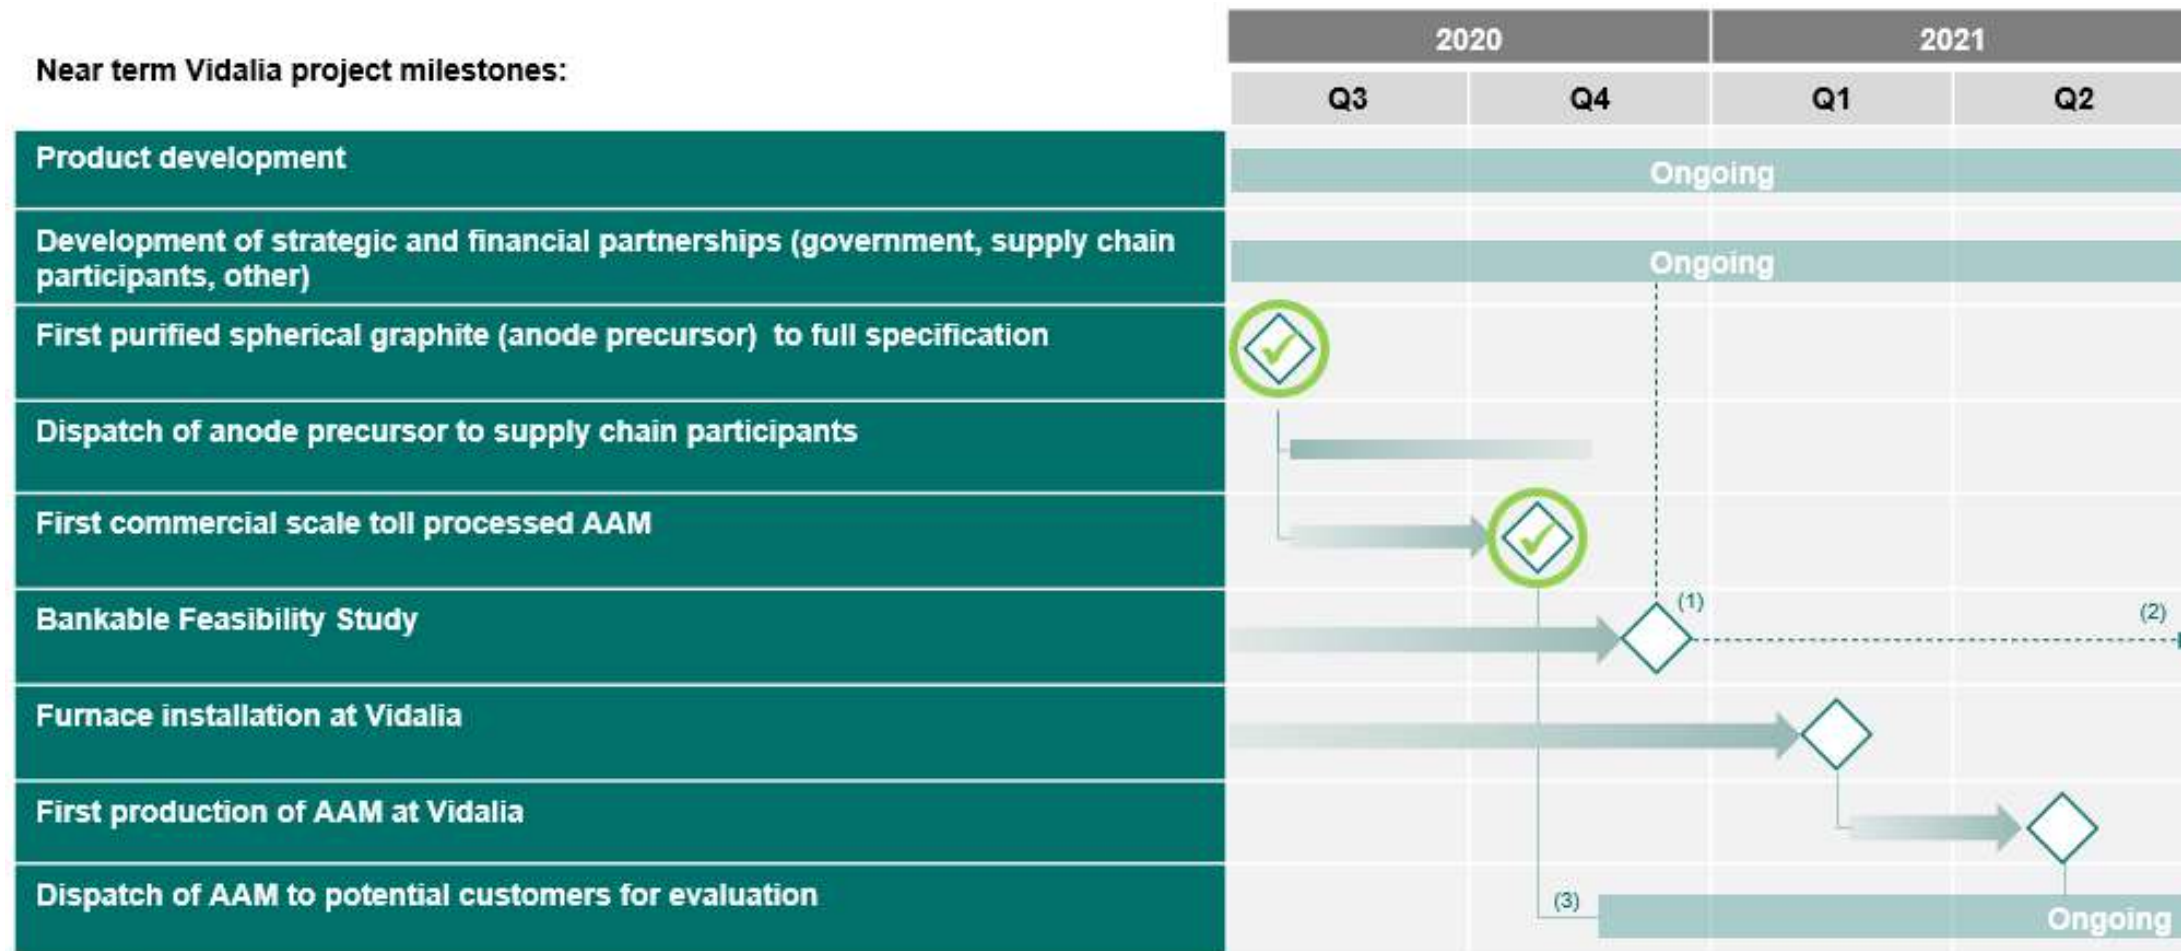 2020 2021
Near term Vidalia project milestones:
Q3 Q4 Q1 Q2
Product development
Ongoing
Development of strategic and financial partnerships (government, supply chain
participants, other)
Ongoing
First purified spherical graphite (anode precursor) to full specification
Dispatch of anode precursor to supply chain participants
First commercial scale toll processed AAM
Bankable Feasibility Study
(1)
(2)
Furnace installation at Vidalia
First production of AAM at Vidalia
Dispatch of AAM to potential customers for evaluation
(3)
Ongoing